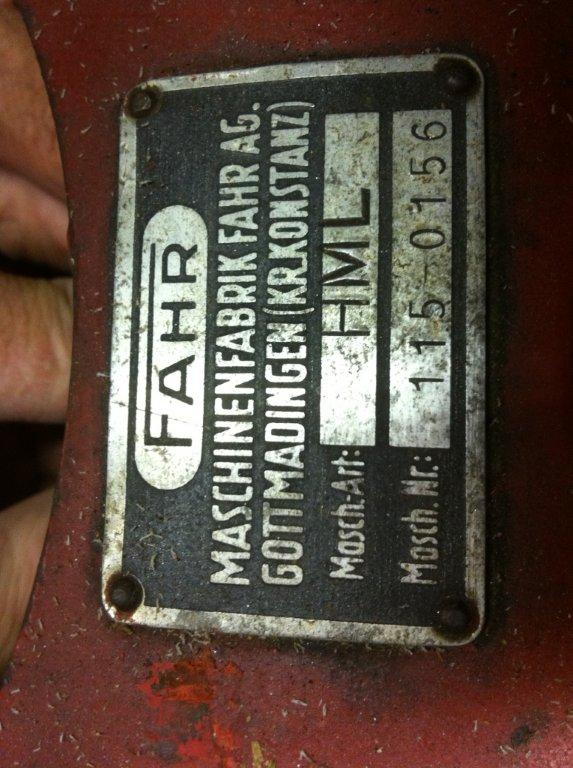 FAHR
MASCHINENFABRIK FAHR AG.
GOTTMADINGEN (KR.KONSTANZ)
Masch.-Art: HML
Masch. Nr.: 115-0156